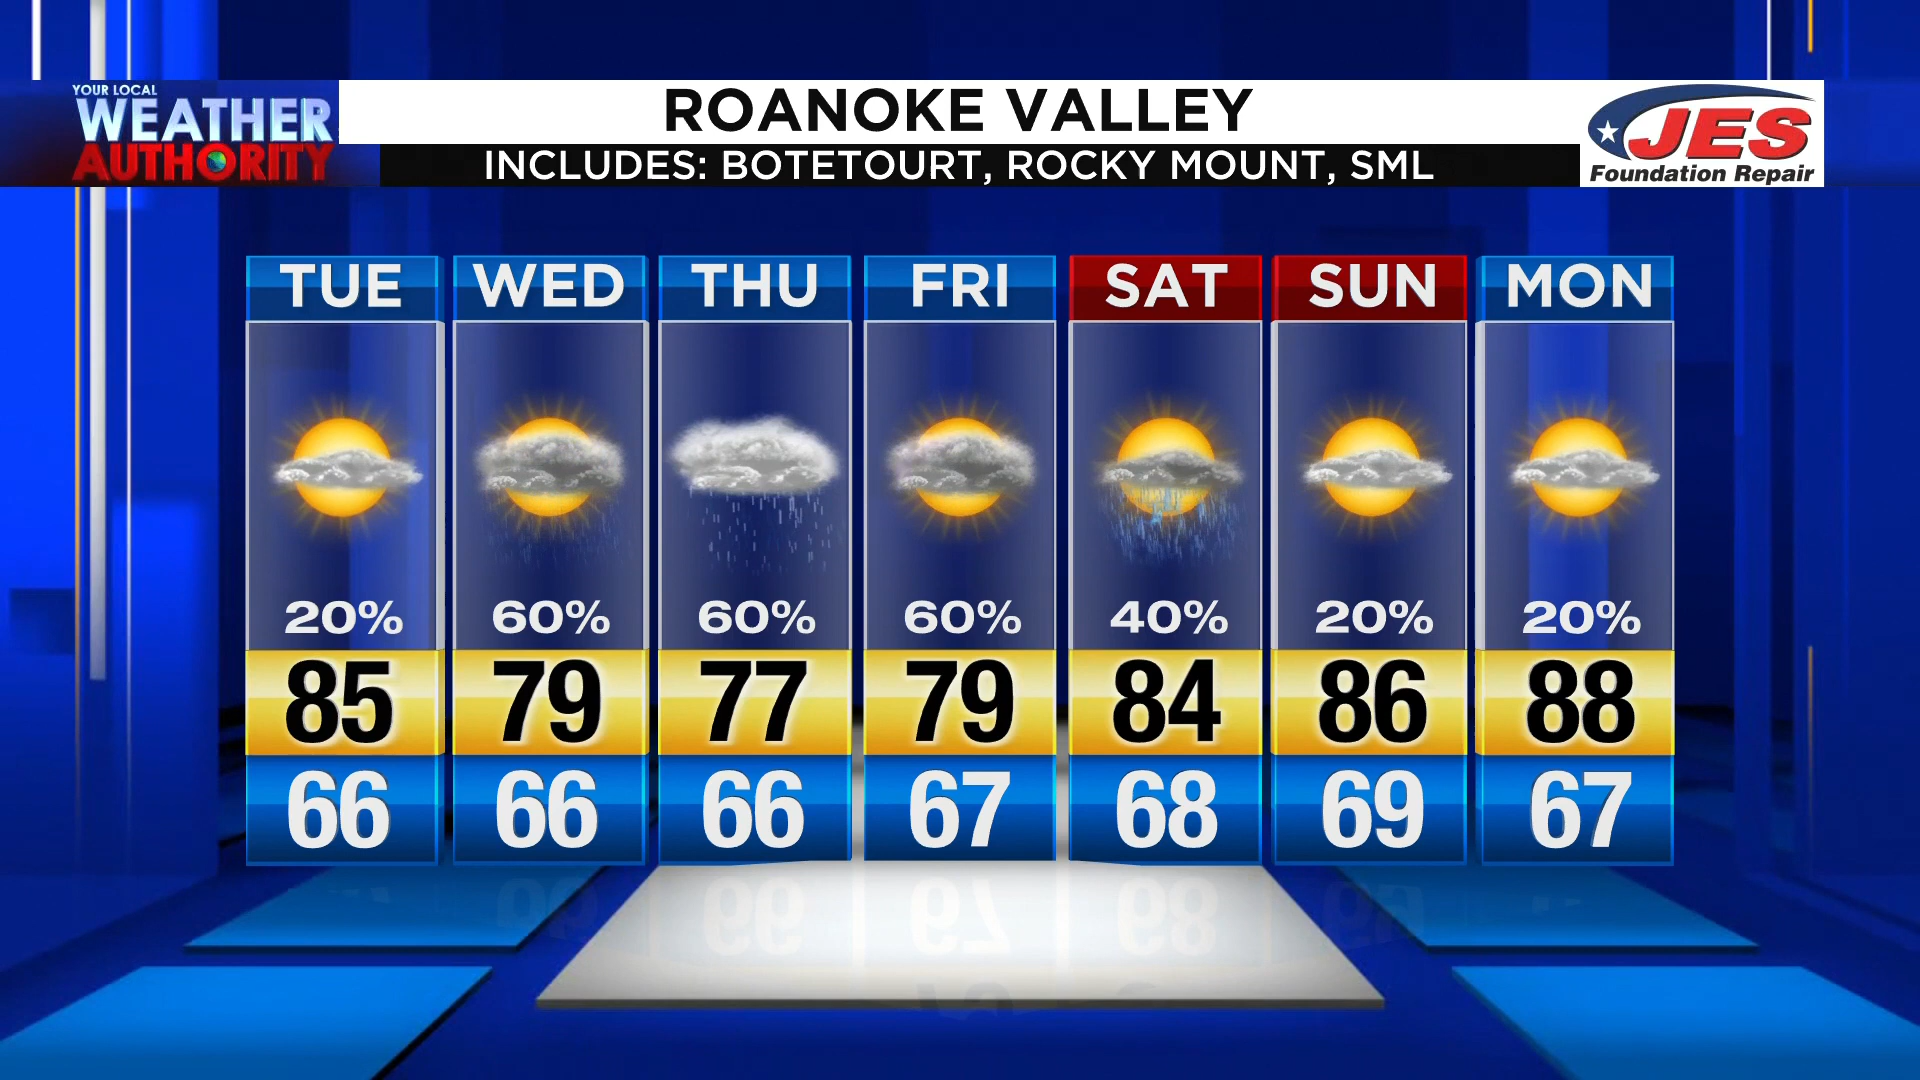 YOUR LOCAL
WEATHER
AUTHORITY
ROANOKE VALLEY
INCLUDES: BOTETOURT, ROCKY MOUNT, SML
JES
Foundation Repair
TUE WED THU FRI SAT SUN MON
20% 60% 60% 60% 40% 20% 20%
85 79 77 79 84 86 88
66 66 66 67 68 69 67